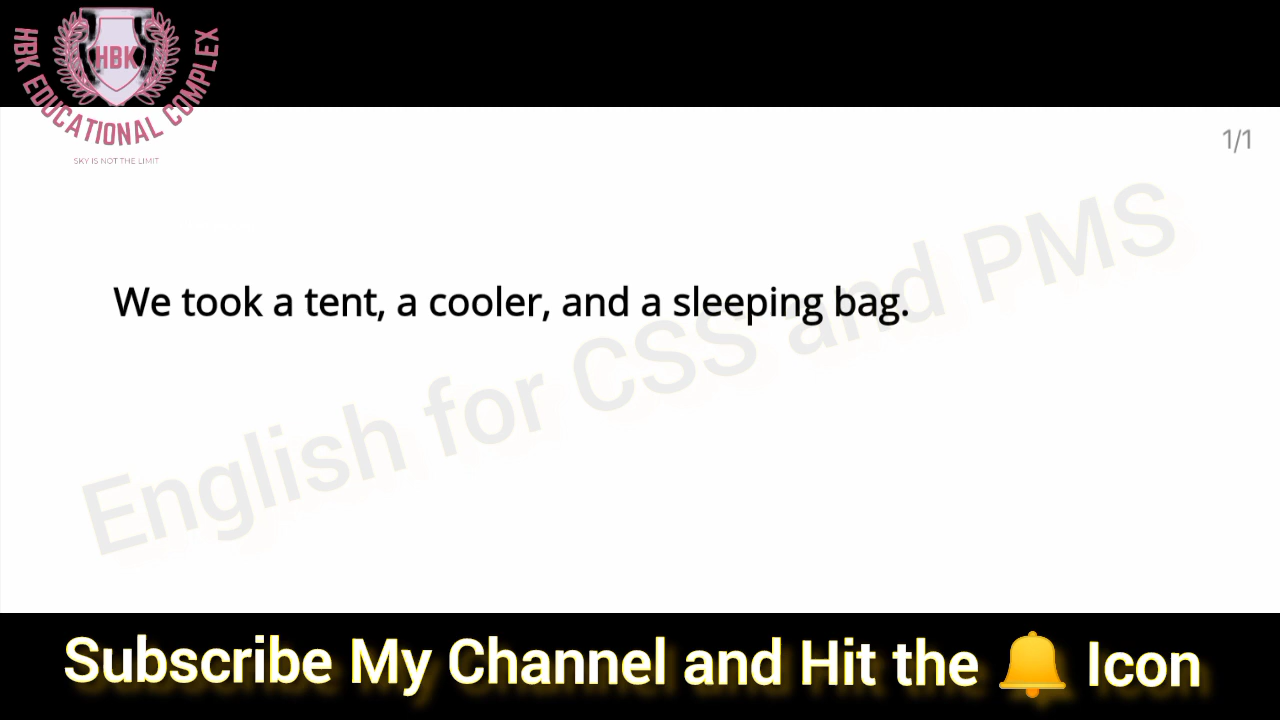 HBK
HBK EDUCATIONAL COMPLEX
SKY IS NOT THE LIMIT
1/1
We took a tent, a cooler, and a sleeping bag.
English for CSS and PMS
Subscribe My Channel and Hit the 🔔 Icon